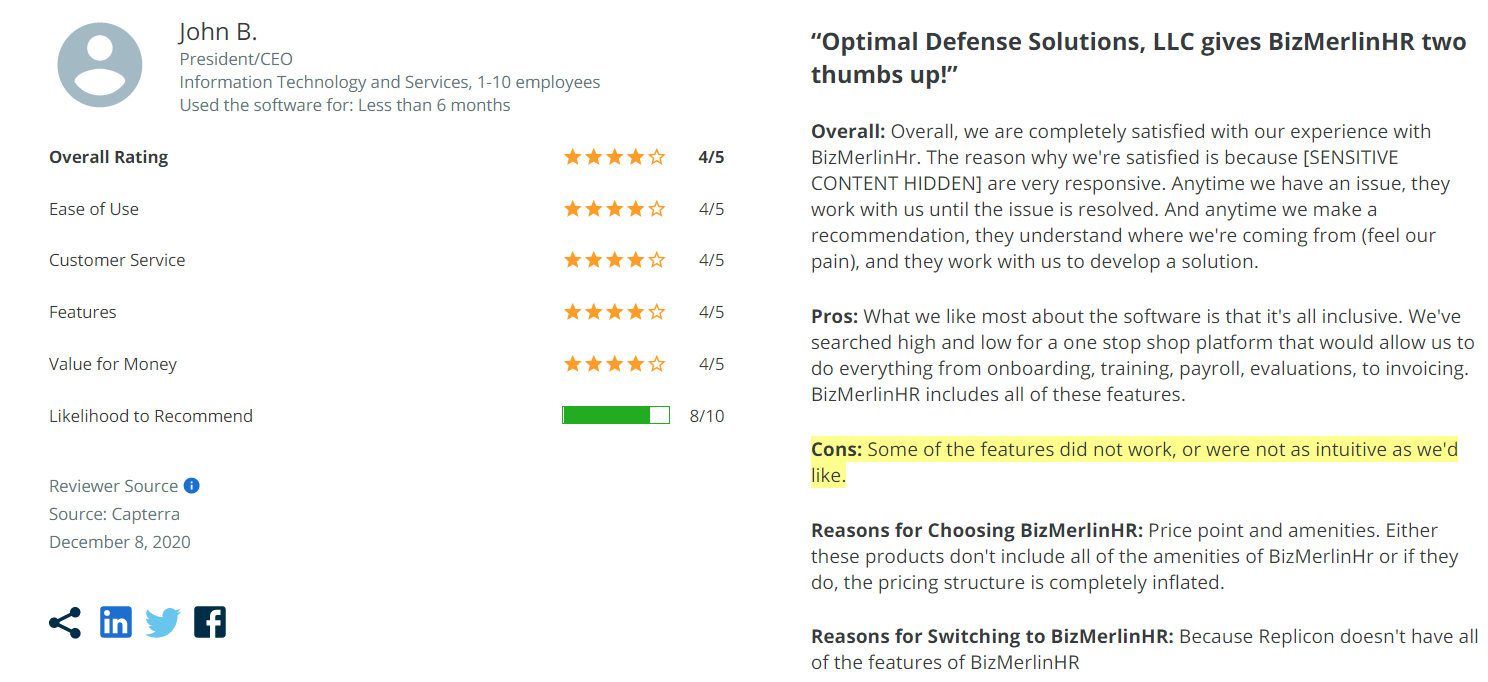 John B.
President/CEO
Information Technology and Services, 1-10 employees
Used the software for: Less than 6 months
Overall Rating 4/5
Ease of Use 4/5
Customer Service 4/5
Features 4/5
Value for Money 4/5
Likelihood to Recommend 8/10
Reviewer Source i
Source: Capterra
December 8, 2020
in
“Optimal Defense Solutions, LLC gives BizMerlinHR two
thumbs up!”
Overall: Overall, we are completely satisfied with our experience with
BizMerlinHr. The reason why we're satisfied is because [SENSITIVE
CONTENT HIDDEN] are very responsive. Anytime we have an issue, they
work with us until the issue is resolved. And anytime we make a
recommendation, they understand where we're coming from (feel our
pain), and they work with us to develop a solution.
Pros: What we like most about the software is that it's all inclusive. We've
searched high and low for a one stop shop platform that would allow us to
do everything from onboarding, training, payroll, evaluations, to invoicing.
BizMerlinHR includes all of these features.
Cons: Some of the features did not work, or were not as intuitive as we'd
like.
Reasons for Choosing BizMerlinHR: Price point and amenities. Either
these products don't include all of the amenities of BizMerlinHr or if they
do, the pricing structure is completely inflated.
Reasons for Switching to BizMerlinHR: Because Replicon doesn't have all
of the features of BizMerlinHR